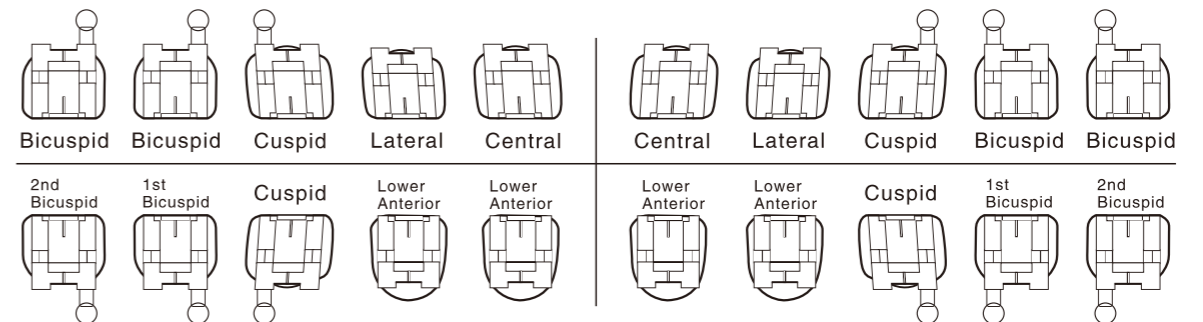 Bicuspid Bicuspid Cuspid Lateral Central Central Lateral Cuspid Bicuspid Bicuspid
2nd Bicuspid
1st Bicuspid
Cuspid
Lower Anterior
Lower Anterior
Lower Anterior
Lower Anterior
Cuspid
1st Bicuspid
2nd Bicuspid